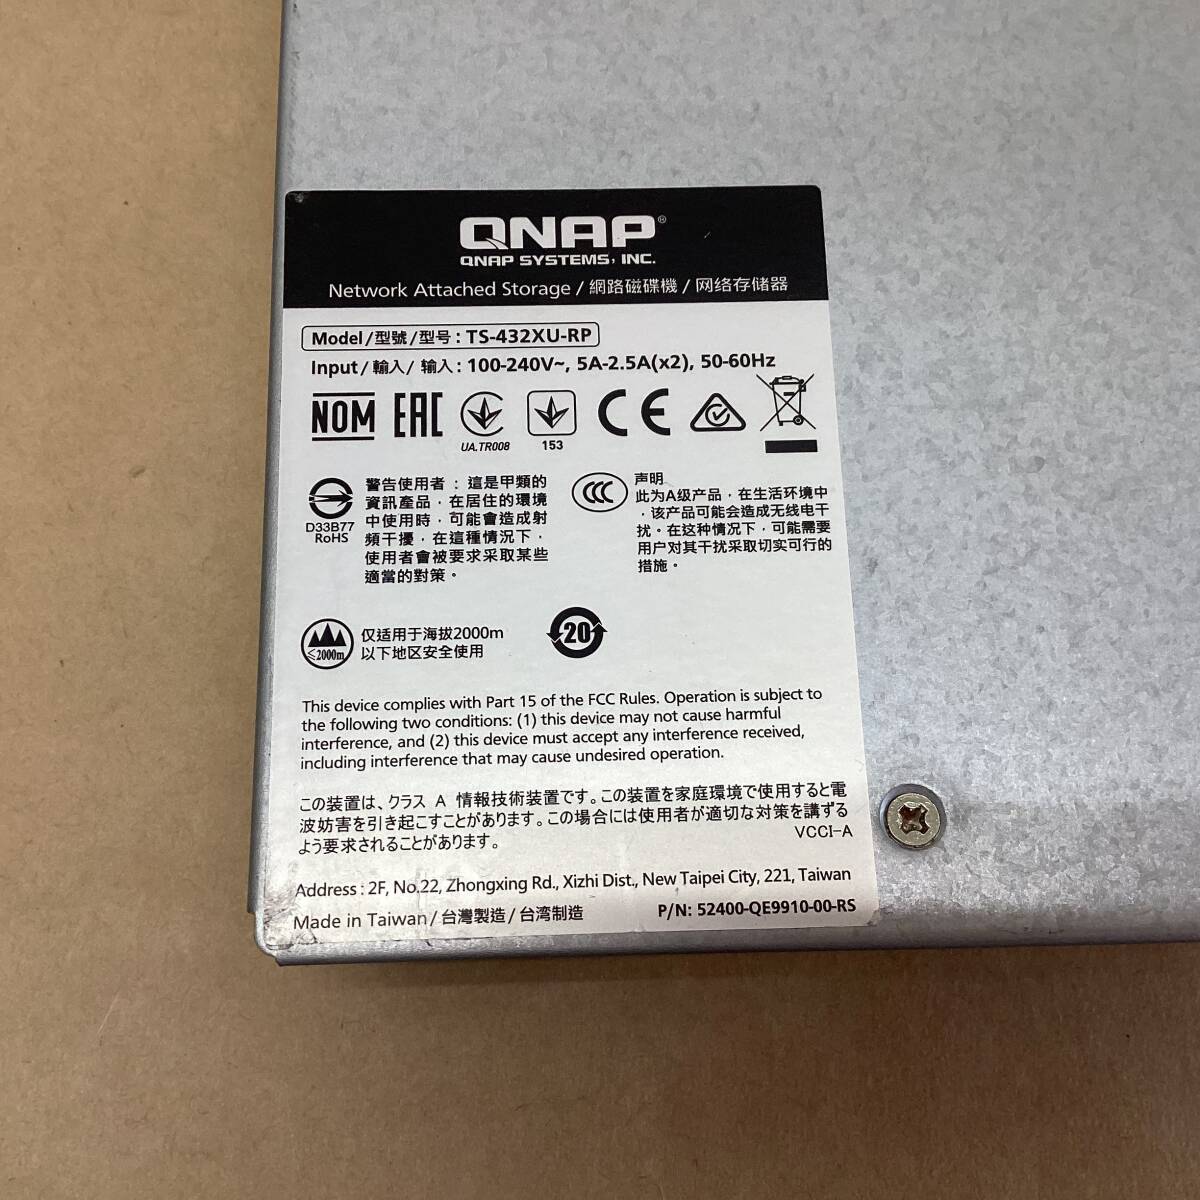 QNAP®
QNAP SYSTEMS, INC.
Network Attached Storage / 網路磁碟機 / 网络存储器
Model/型號/型号: TS-432XU-RP
Input/輸入/输入: 100-240V~, 5A-2.5A(x2), 50-60Hz
NOM EAC CE
UA.TR008
153
警告使用者：這是甲類的
資訊產品，在居住的環境
中使用時，可能會造成射
頻干擾，在這種情況下，
使用者會被要求采取某些
適當的對策。
D33B77
RoHS
CCC
声明
此为A级产品，在生活环境中
，该产品可能会造成无线电干
扰。在这种情况下，可能需要
用户对其干扰采取切实可行的
措施。
≤2000m
仅适用于海拔2000m
以下地区安全使用
20
This device complies with Part 15 of the FCC Rules. Operation is subject to
the following two conditions: (1) this device may not cause harmful
interference, and (2) this device must accept any interference received,
including interference that may cause undesired operation.
この装置は、クラス A 情報技術装置です。この装置を家庭環境で使用すると電
波妨害を引き起こすことがあります。この場合には使用者が適切な対策を講ずる
よう要求されることがあります。
VCCI-A
Address: 2F, No.22, Zhongxing Rd., Xizhi Dist., New Taipei City, 221, Taiwan
Made in Taiwan/台灣製造/台湾制造
P/N: 52400-QE9910-00-RS